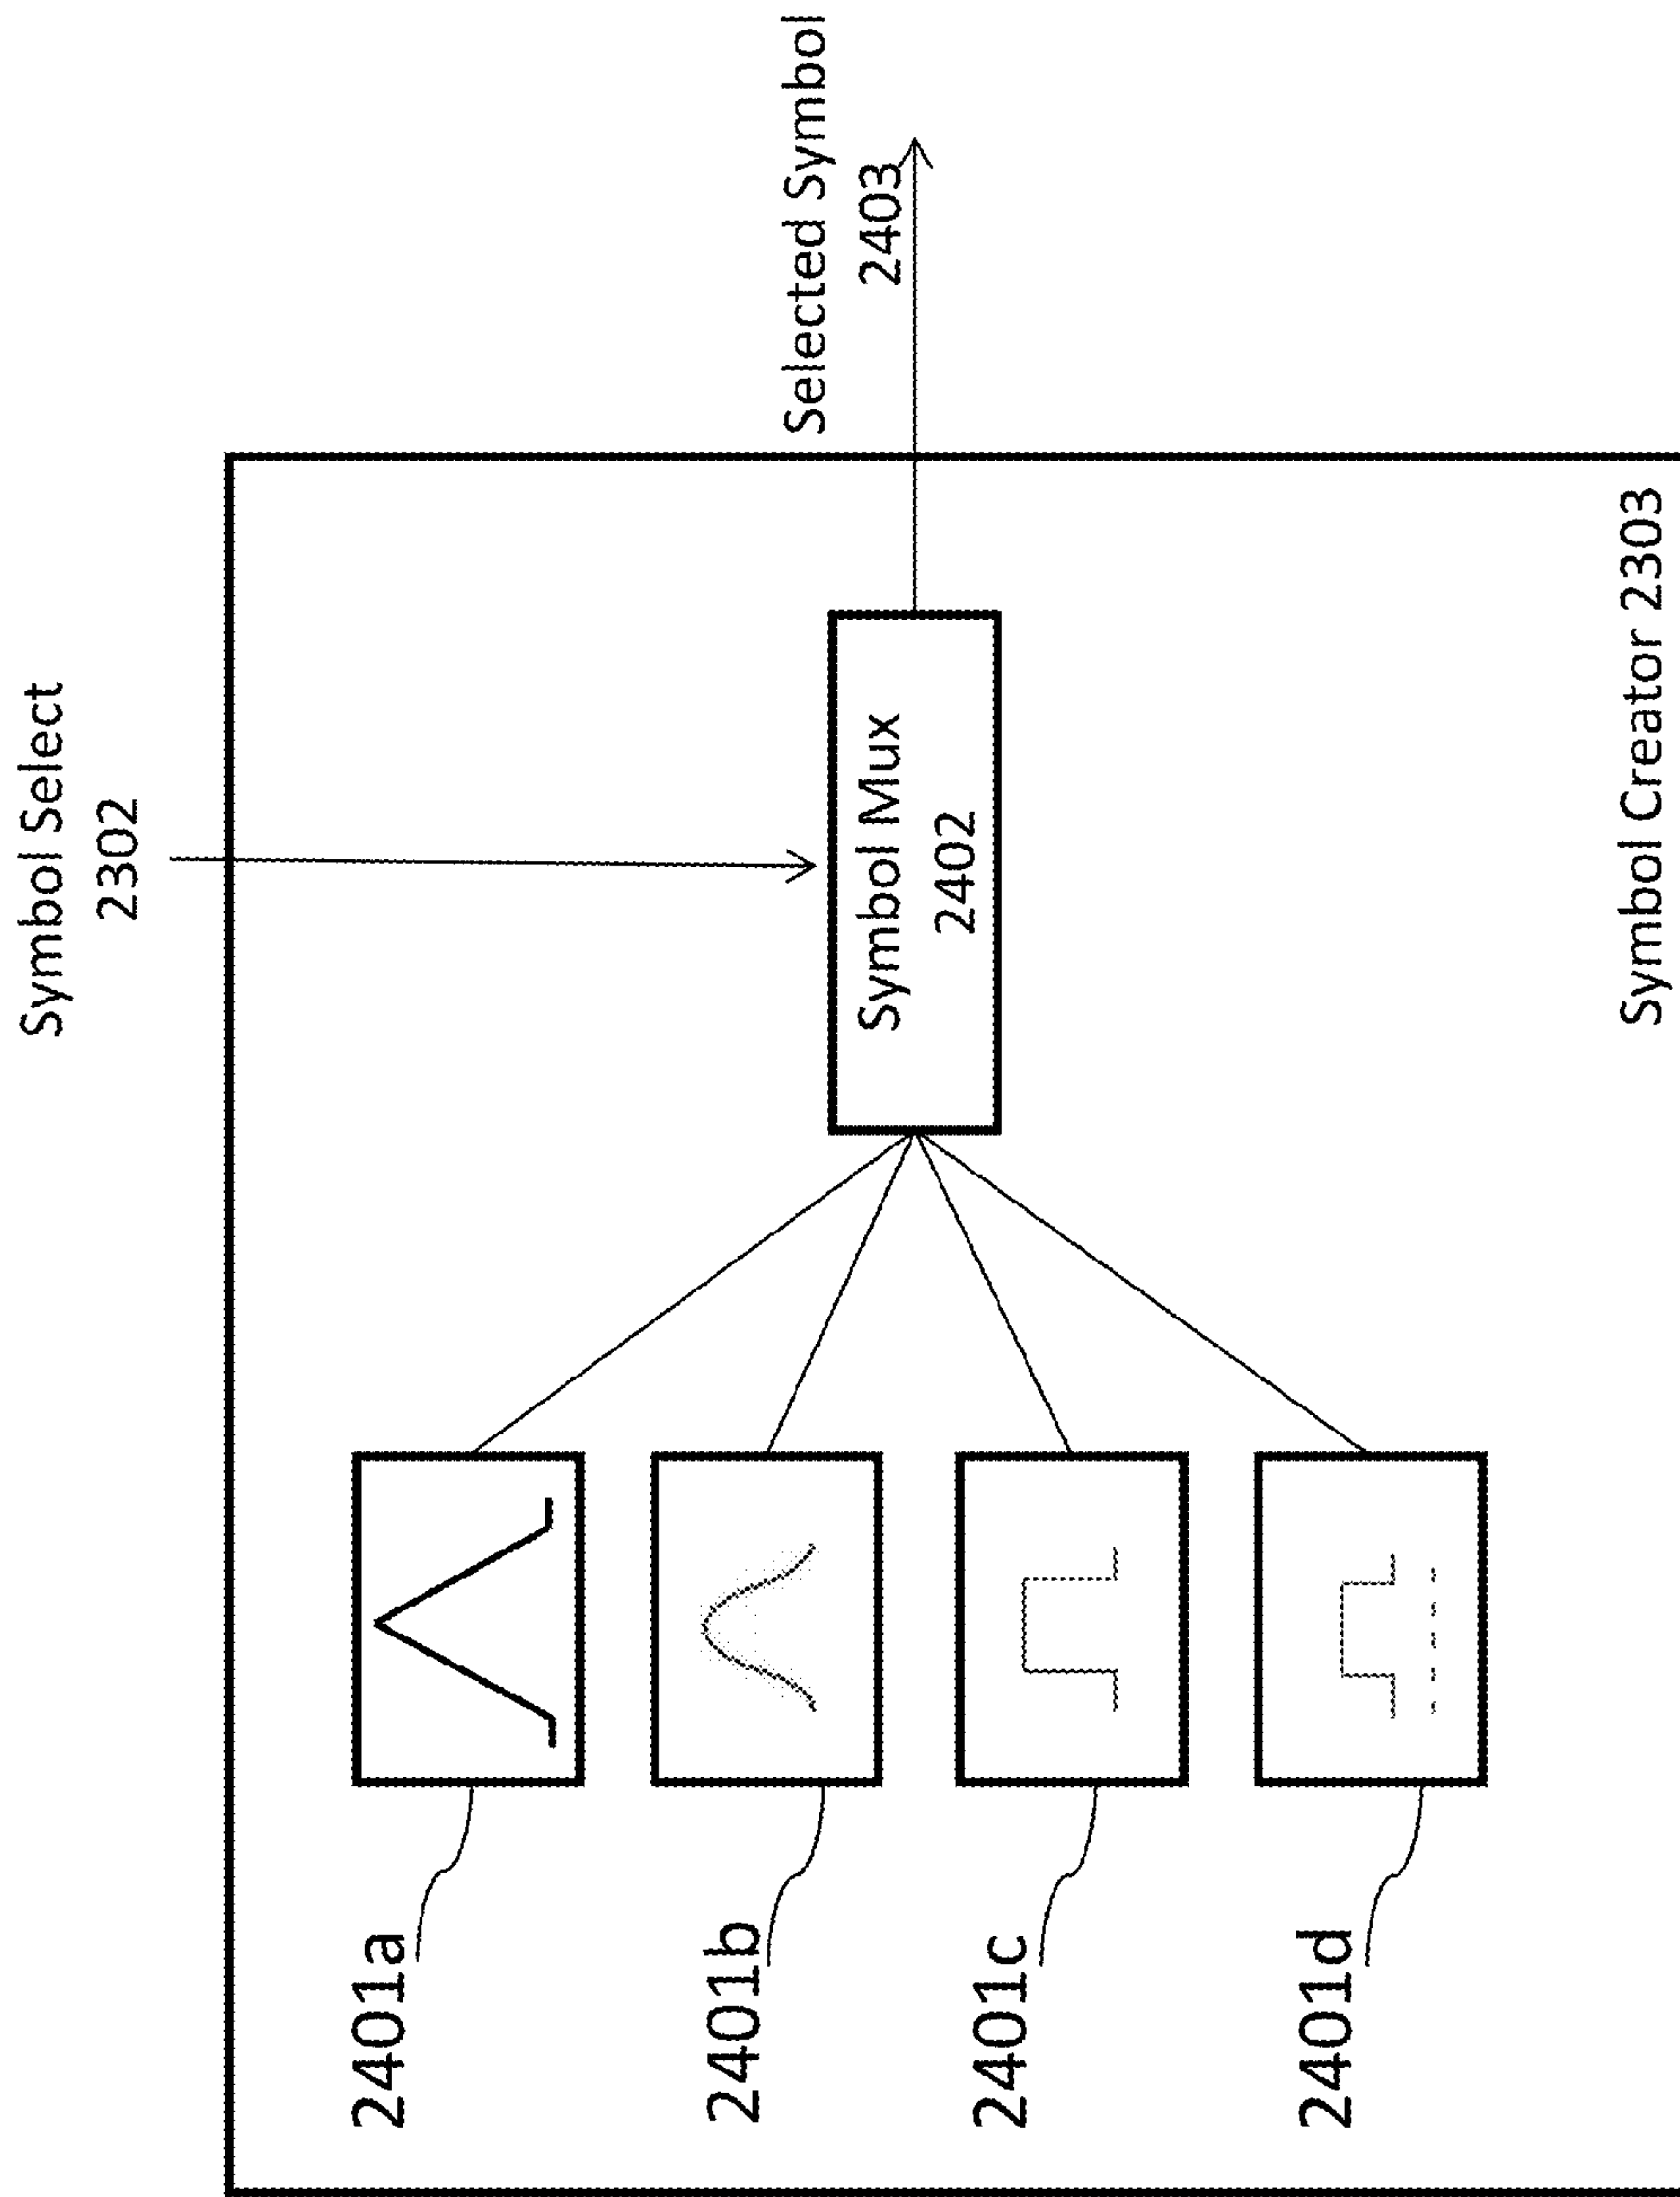 Symbol Select
2302
2401a
2401b
2401c
2401d
Symbol Mux
2402
Selected Symbol
2403
Symbol Creator 2303